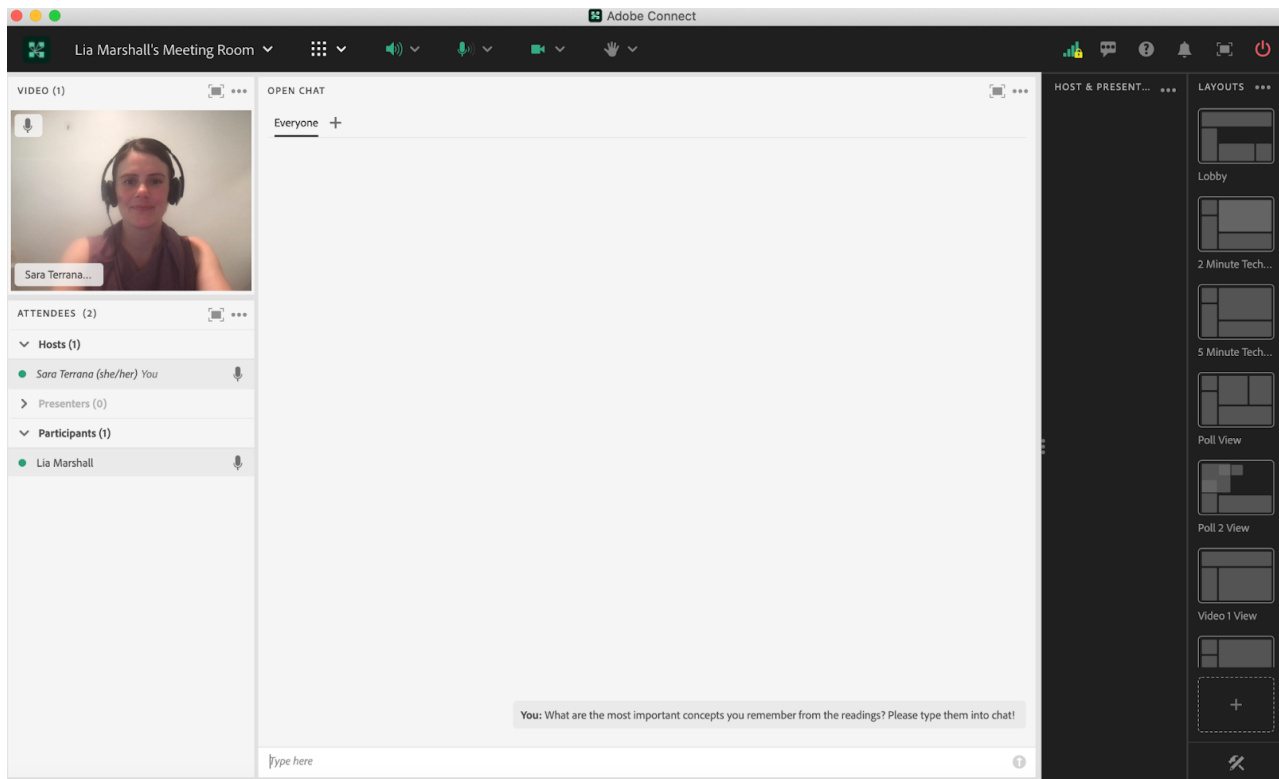 Adobe Connect
Lia Marshall's Meeting Room
VIDEO (1)
Sara Terrana...
ATTENDEES (2)
Hosts (1)
Sara Terrana (she/her) You
Presenters (0)
Participants (1)
Lia Marshall
OPEN CHAT
Everyone
You: What are the most important concepts you remember from the readings? Please type them into chat!
Type here
HOST & PRESENT...
LAYOUTS
Lobby
2 Minute Tech...
5 Minute Tech...
Poll View
Poll 2 View
Video 1 View